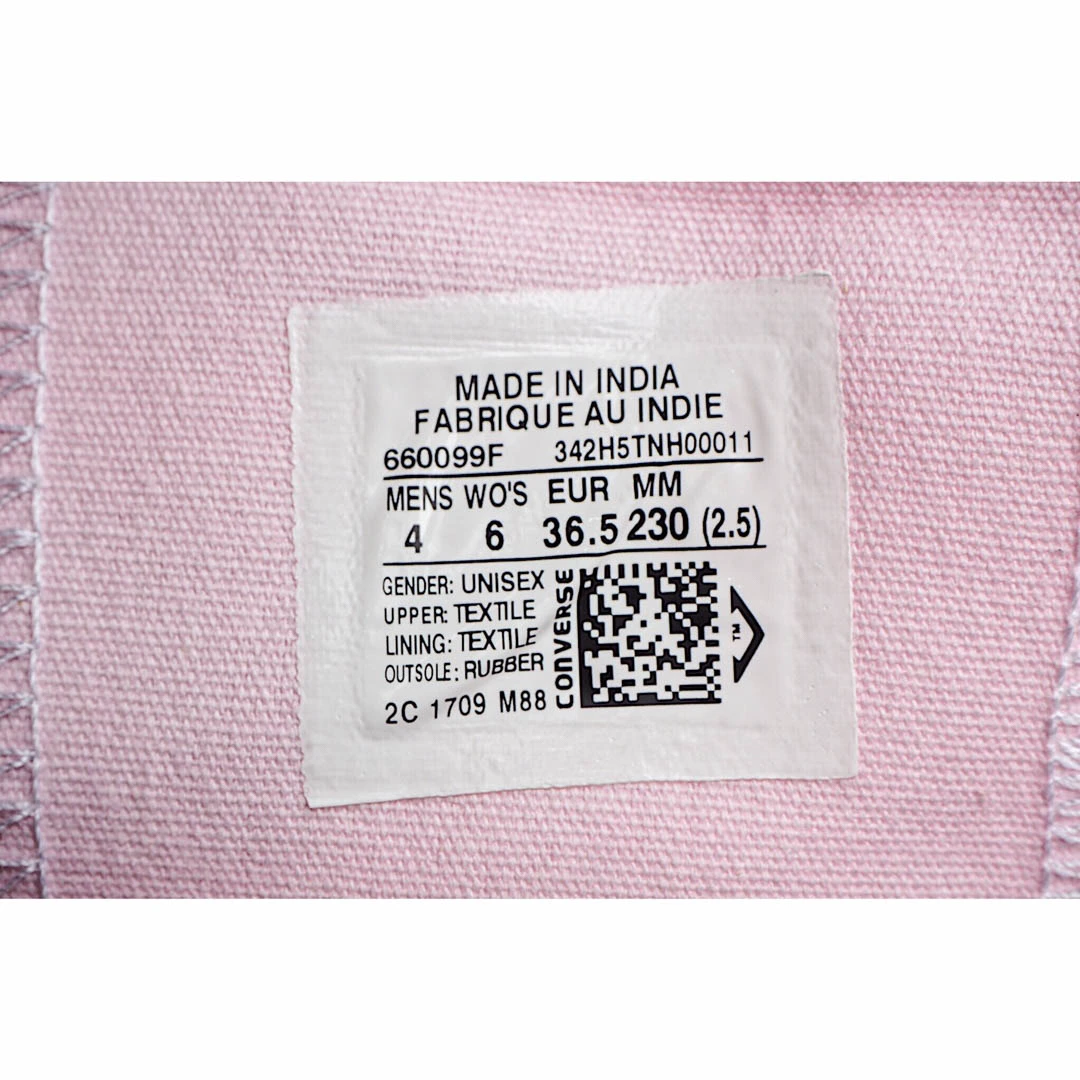 MADE IN INDIA
FABRIQUE AU INDIE
660099F 342H5TNH00011
MENS WO'S EUR MM
4 6 36.5 230 (2.5)
GENDER: UNISEX
UPPER: TEXTILE
LINING: TEXTILE
OUTSOLE: RUBBER
2C 1709 M88
CONVERSE
TM